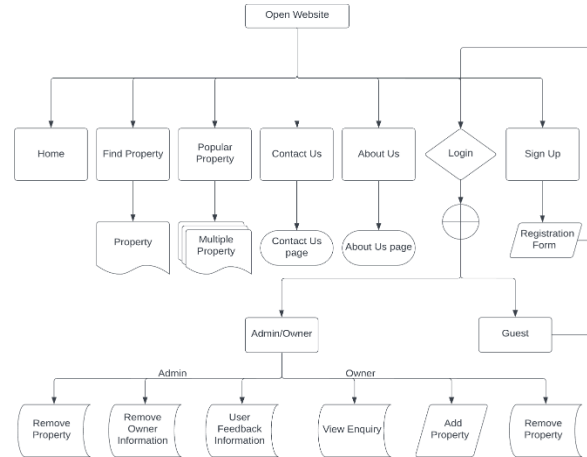 Open Website
Home
Find Property
Popular
Property
Contact Us
About Us
Login
Sign Up
Property
Multiple
Property
Contact Us
page
About Us page
Registration
Form
Admin/Owner
Guest
Admin
Owner
Remove
Property
Remove
Owner
Information
User
Feedback
Information
View Enquiry
Add
Property
Remove
Property